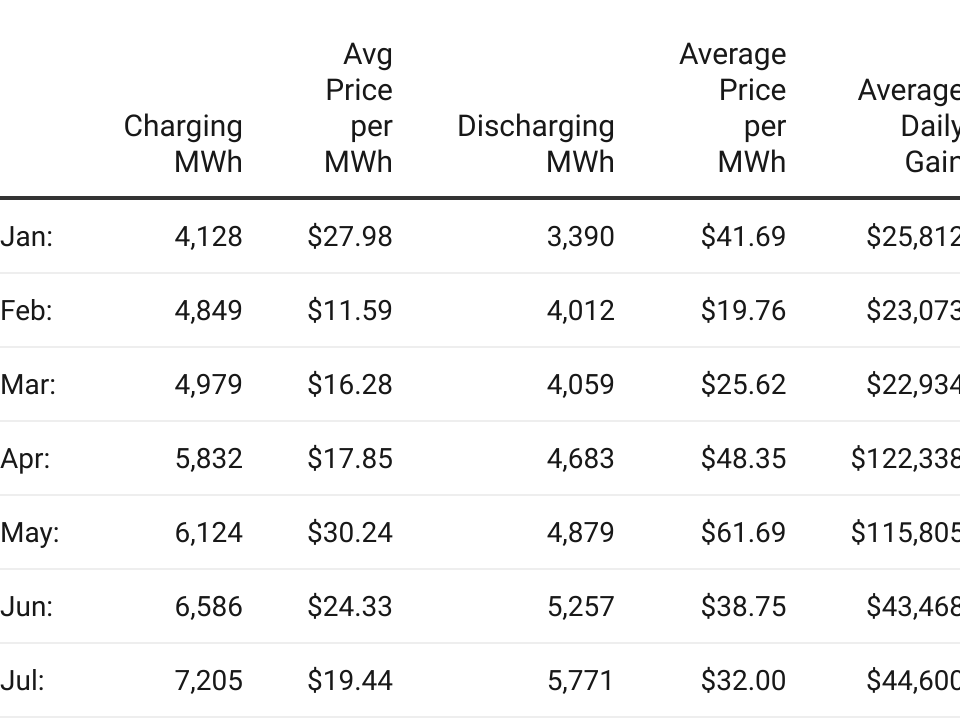 Charging MWh	Avg Price per MWh	Discharging MWh	Average Price per MWh	Average Daily Gain
Jan:	4,128	$27.98	3,390	$41.69	$25,812
Feb:	4,849	$11.59	4,012	$19.76	$23,073
Mar:	4,979	$16.28	4,059	$25.62	$22,934
Apr:	5,832	$17.85	4,683	$48.35	$122,338
May:	6,124	$30.24	4,879	$61.69	$115,805
Jun:	6,586	$24.33	5,257	$38.75	$43,468
Jul:	7,205	$19.44	5,771	$32.00	$44,600